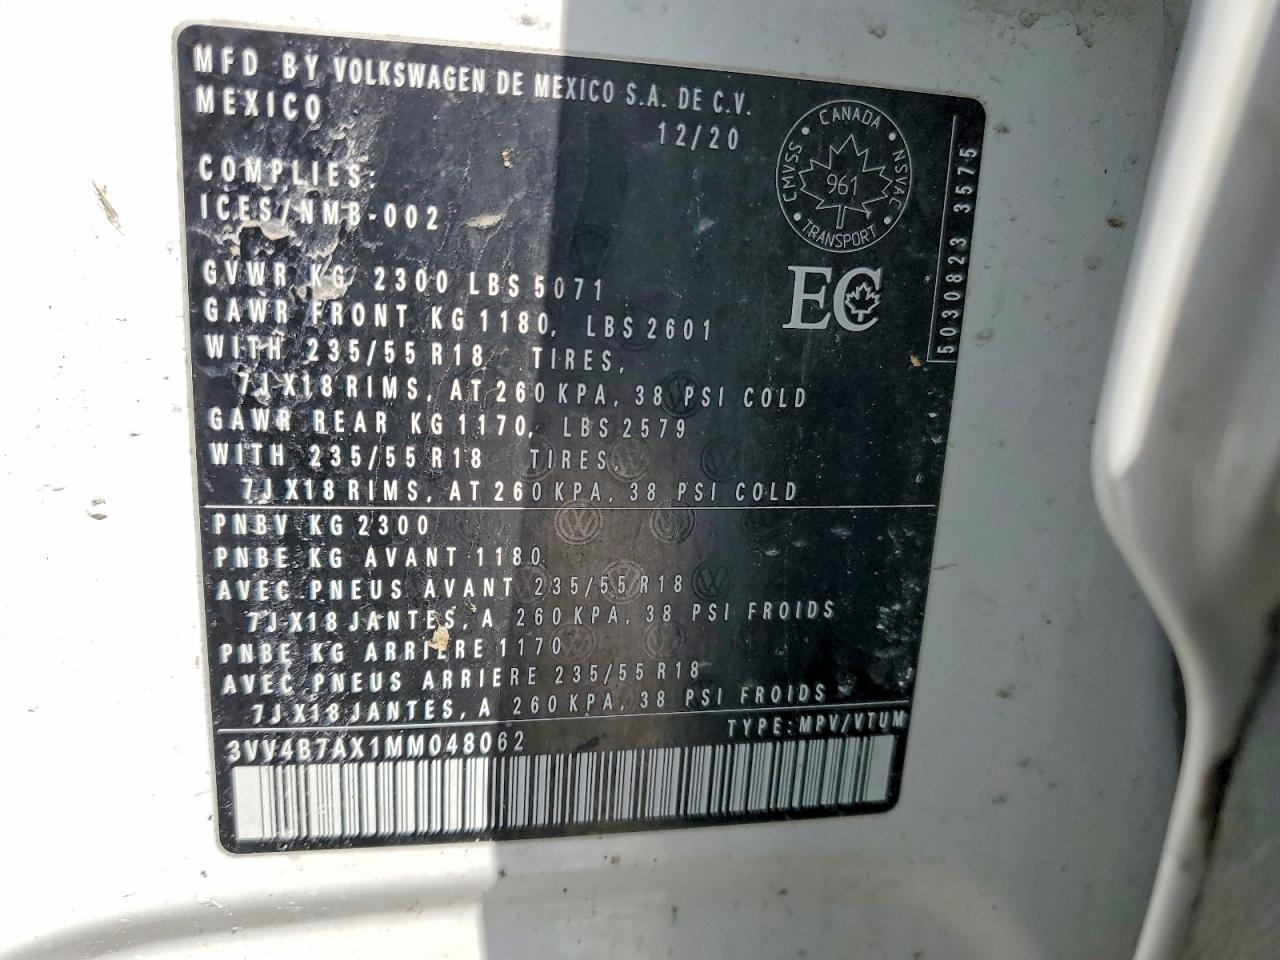 MFD BY VOLKSWAGEN DE MEXICO S.A. DE C.V.
MEXICO
12/20
CANADA
CMVSS
NSVAC
961
TRANSPORT
COMPLIES:
ICES/NMB-002
EC
5030823 3575
GVWR KG 2300 LBS 5071
GAWR FRONT KG 1180, LBS 2601
WITH 235/55 R18 TIRES,
7J X18 RIMS, AT 260 KPA, 38 PSI COLD
GAWR REAR KG 1170, LBS 2579
WITH 235/55 R18 TIRES,
7J X18 RIMS, AT 260 KPA, 38 PSI COLD
PNBV KG 2300
PNBE KG AVANT 1180
AVEC PNEUS AVANT 235/55 R18
7J X18 JANTES, A 260 KPA, 38 PSI FROIDS
PNBE KG ARRIERE 1170
AVEC PNEUS ARRIERE 235/55 R18
7J X18 JANTES, A 260 KPA, 38 PSI FROIDS
TYPE: MPV/VTUM
3VV4B7AX1MM048062